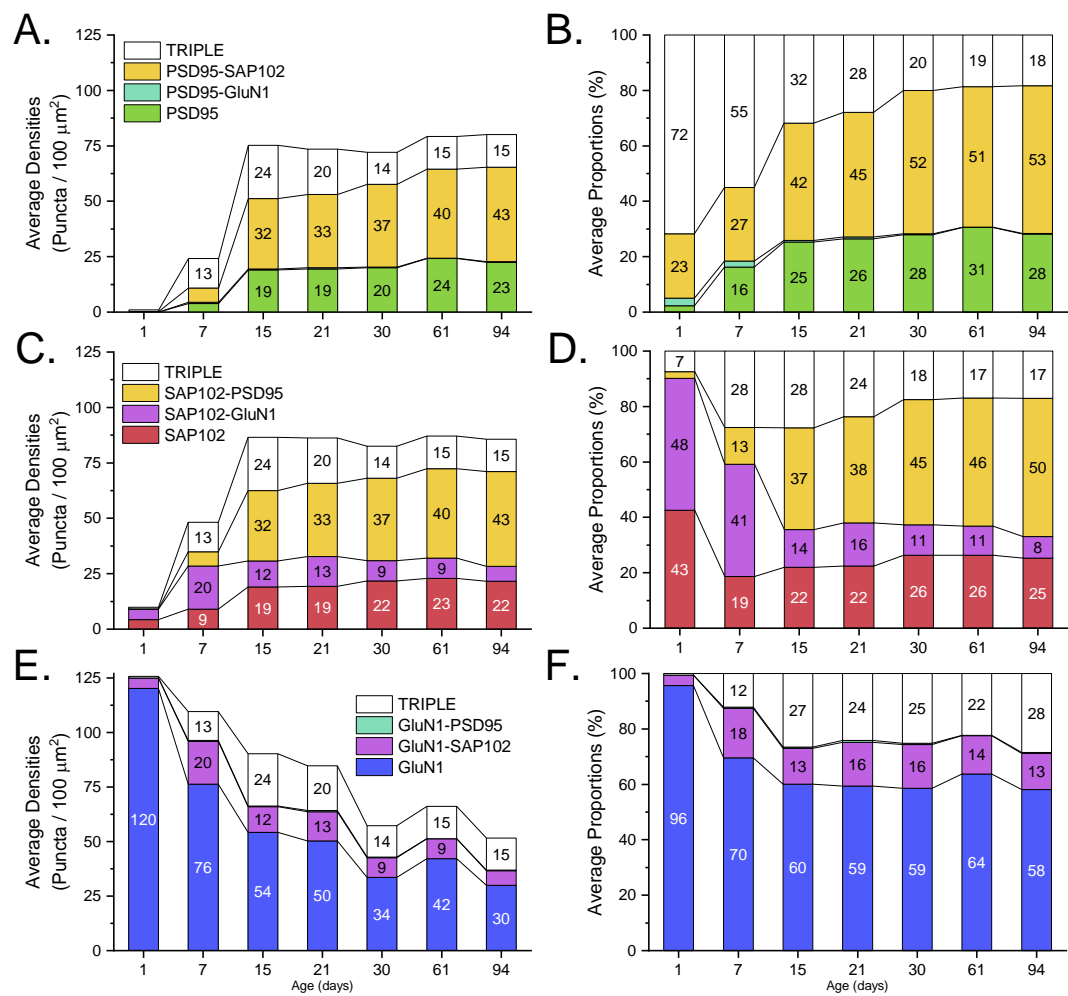 A.
125
100
75
50
25
0
Average Densities
(Puncta / 100 μm²)
TRIPLE
PSD95-SAP102
PSD95-GluN1
PSD95
13
24 20 14 15 15
32 33 37 40 43
19 19 20 24 23
1 7 15 21 30 61 94
B.
100
80
60
40
20
0
Average Proportions (%)
72 55 32 28 20 19 18
23 27 42 45 52 51 53
16 25 26 28 31 28
1 7 15 21 30 61 94
C.
125
100
75
50
25
0
Average Densities
(Puncta / 100 μm²)
TRIPLE
SAP102-PSD95
SAP102-GluN1
SAP102
13 24 20 14 15 15
32 33 37 40 43
20 12 13 9 9
9 19 19 22 23 22
1 7 15 21 30 61 94
D.
100
80
60
40
20
0
Average Proportions (%)
7 28 28 24 18 17 17
13 37 38 45 46 50
48 41 14 16 11 11 8
43 19 22 22 26 26 25
1 7 15 21 30 61 94
E.
125
100
75
50
25
0
Average Densities
(Puncta / 100 μm²)
TRIPLE
GluN1-PSD95
GluN1-SAP102
GluN1
13 24 20 14 15 15
20 12 13 9 9
120 76 54 50 34 42 30
1 7 15 21 30 61 94
Age (days)
F.
100
80
60
40
20
0
Average Proportions (%)
12 27 24 25 22 28
18 13 16 16 14 13
96 70 60 59 59 64 58
1 7 15 21 30 61 94
Age (days)